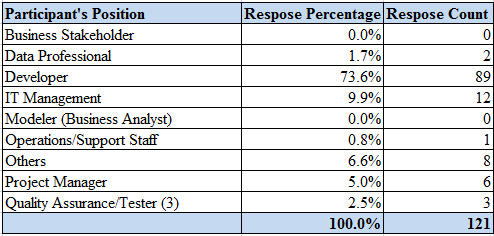 Participant's Position Respose Percentage Respose Count
Business Stakeholder 0.0% 0
Data Professional 1.7% 2
Developer 73.6% 89
IT Management 9.9% 12
Modeler (Business Analyst) 0.0% 0
Operations/Support Staff 0.8% 1
Others 6.6% 8
Project Manager 5.0% 6
Quality Assurance/Tester (3) 2.5% 3
100.0% 121